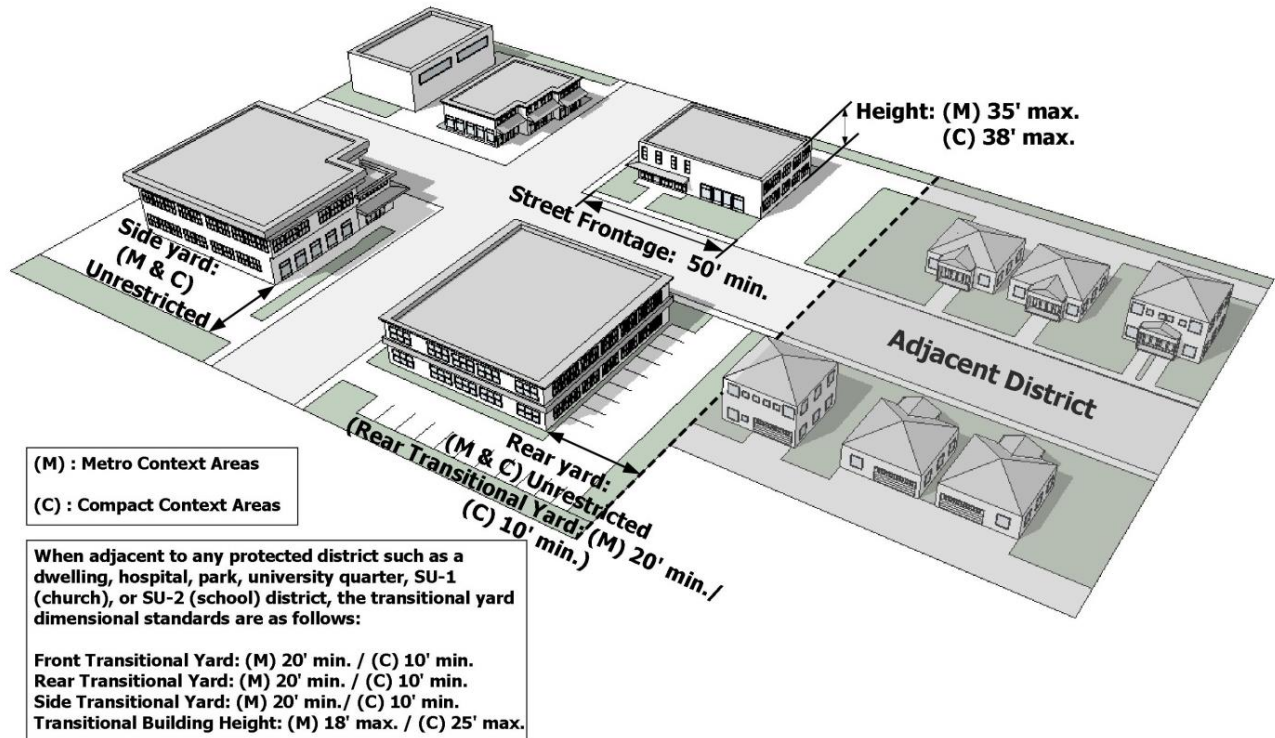 Height: (M) 35' max.
(C) 38' max.
Street Frontage: 50' min.
Side yard:
(M & C)
Unrestricted
Adjacent District
Rear yard:
(M & C) Unrestricted
(Rear Transitional Yard: (M) 20' min./
(C) 10' min.)
(M) : Metro Context Areas
(C) : Compact Context Areas
When adjacent to any protected district such as a
dwelling, hospital, park, university quarter, SU-1
(church), or SU-2 (school) district, the transitional yard
dimensional standards are as follows:
Front Transitional Yard: (M) 20' min. / (C) 10' min.
Rear Transitional Yard: (M) 20' min. / (C) 10' min.
Side Transitional Yard: (M) 20' min./ (C) 10' min.
Transitional Building Height: (M) 18' max. / (C) 25' max.